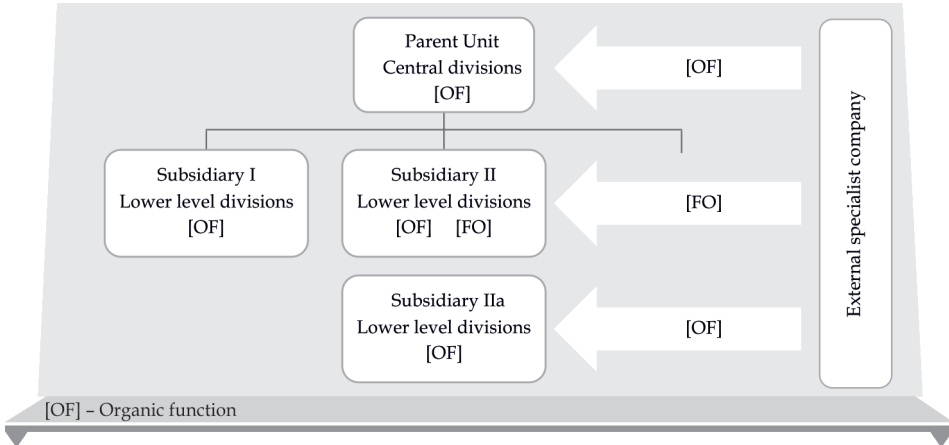 Parent Unit
Central divisions
[OF]
[OF]
Subsidiary I
Lower level divisions
[OF]
Subsidiary II
Lower level divisions
[OF] [FO]
[FO]
Subsidiary IIa
Lower level divisions
[OF]
[OF]
External specialist company
[OF] – Organic function